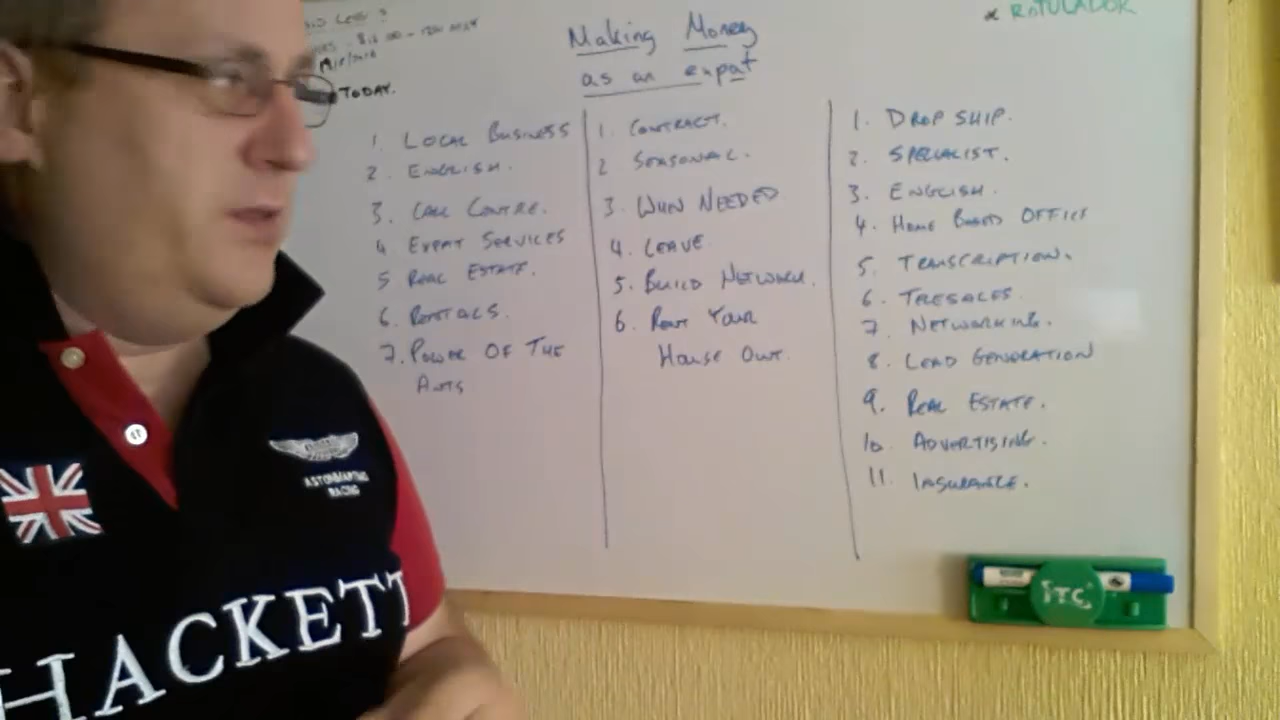 TODAY.
ROTULADOR
Making Money
as an expat
1. LOCAL BUSINESS
2. ENGLISH.
3. CALL CENTRE.
4 EXPAT SERVICES
5 REAL ESTATE.
6. RENTALS.
7. POWER OF THE
ANTS
1. CONTRACT.
2 SEASONAL.
3. WHEN NEEDED
4. LEAVE
5. BUILD NETWORK.
6. RENT YOUR
HOUSE OUT.
1. DROP SHIP.
2. SPECIALIST.
3. ENGLISH.
4. HOME BASED OFFICE
5. TRANSCRIPTION.
6. TELESALES.
7. NETWORKING.
8. LEAD GENERATION
9. REAL ESTATE.
10. ADVERTISING.
11. INSURANCE.
ASTON MARTIN
RACING
HACKETT
ITC